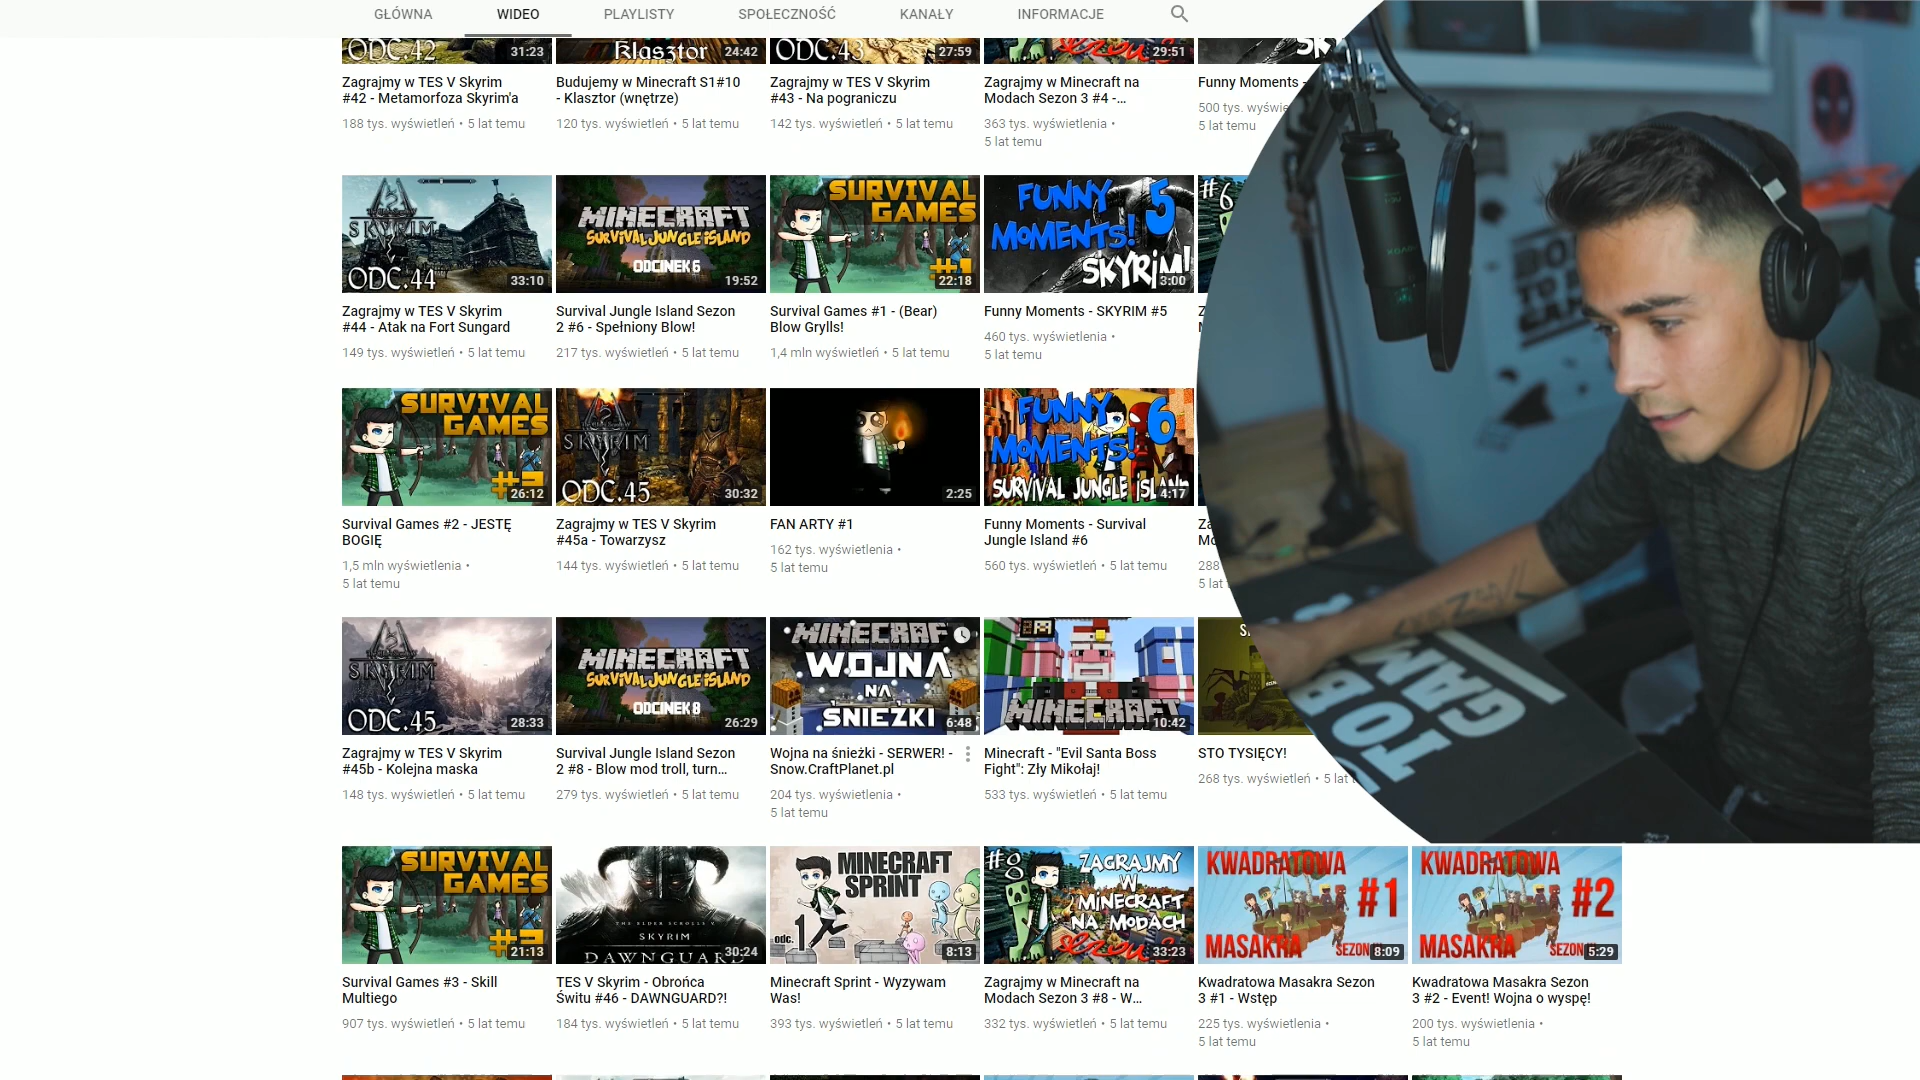 GŁÓWNA WIDEO PLAYLISTY SPOŁECZNOŚĆ KANAŁY INFORMACJE
ODC.42 31:23
Klasztor 24:42
ODC.43 27:59
29:51
Zagrajmy w TES V Skyrim
#42 - Metamorfoza Skyrim'a
188 tys. wyświetleń • 5 lat temu
Budujemy w Minecraft S1#10
- Klasztor (wnętrze)
120 tys. wyświetleń • 5 lat temu
Zagrajmy w TES V Skyrim
#43 - Na pograniczu
142 tys. wyświetleń • 5 lat temu
Zagrajmy w Minecraft na
Modach Sezon 3 #4 -...
363 tys. wyświetlenia •
5 lat temu
Funny Moments -
500 tys.
5 lat temu
SKYRIM
ODC.44 33:10
MINECRAFT
SURVIVAL JUNGLE ISLAND
ODCINEK 6
19:52
SURVIVAL
GAMES
#1
22:18
FUNNY
MOMENTS! 5
SKYRIM!
3:00
#6
Zagrajmy w TES V Skyrim
#44 - Atak na Fort Sungard
149 tys. wyświetleń • 5 lat temu
Survival Jungle Island Sezon
2 #6 - Spełniony Blow!
217 tys. wyświetleń • 5 lat temu
Survival Games #1 - (Bear)
Blow Grylls!
1,4 mln wyświetleń • 5 lat temu
Funny Moments - SKYRIM #5
460 tys. wyświetlenia •
5 lat temu
SURVIVAL
GAMES
26:12
SKYRIM
ODC.45 30:32
2:25
FUNNY
MOMENTS! 6
SURVIVAL JUNGLE ISLAND
4:17
Survival Games #2 - JESTĘ
BOGIĘ
1,5 mln wyświetlenia •
5 lat temu
Zagrajmy w TES V Skyrim
#45a - Towarzysz
144 tys. wyświetleń • 5 lat temu
FAN ARTY #1
162 tys. wyświetlenia •
5 lat temu
Funny Moments - Survival
Jungle Island #6
560 tys. wyświetleń • 5 lat temu
288
5 lat
SKYRIM
ODC.45 28:33
MINECRAFT
SURVIVAL JUNGLE ISLAND
ODCINEK 8
26:29
MINECRAF
WOJNA
NA
ŚNIEŻKI 6:48
MINECRAFT
10:42
Zagrajmy w TES V Skyrim
#45b - Kolejna maska
148 tys. wyświetleń • 5 lat temu
Survival Jungle Island Sezon
2 #8 - Blow mod troll, turn...
279 tys. wyświetleń • 5 lat temu
Wojna na śnieżki - SERWER! -
Snow.CraftPlanet.pl
204 tys. wyświetlenia •
5 lat temu
Minecraft - "Evil Santa Boss
Fight": Zły Mikołaj!
533 tys. wyświetleń • 5 lat temu
STO TYSIĘCY!
268 tys. wyświetleń • 5 lat
SURVIVAL
GAMES
21:13
THE ELDER SCROLLS V
SKYRIM
DAWNGUARD
30:24
MINECRAFT
SPRINT
odc. 1
8:13
#8 ZAGRAJMY
W
MINECRAFT
NA MODACH
33:23
KWADRATOWA
#1
MASAKRA SEZON
8:09
KWADRATOWA
#2
MASAKRA SEZON
5:29
Survival Games #3 - Skill
Multiego
907 tys. wyświetleń • 5 lat temu
TES V Skyrim - Obrońca
Świtu #46 - DAWNGUARD?!
184 tys. wyświetleń • 5 lat temu
Minecraft Sprint - Wyzywam
Was!
393 tys. wyświetleń • 5 lat temu
Zagrajmy w Minecraft na
Modach Sezon 3 #8 - W...
332 tys. wyświetleń • 5 lat temu
Kwadratowa Masakra Sezon
3 #1 - Wstęp
225 tys. wyświetlenia •
5 lat temu
Kwadratowa Masakra Sezon
3 #2 - Event! Wojna o wyspę!
200 tys. wyświetlenia •
5 lat temu